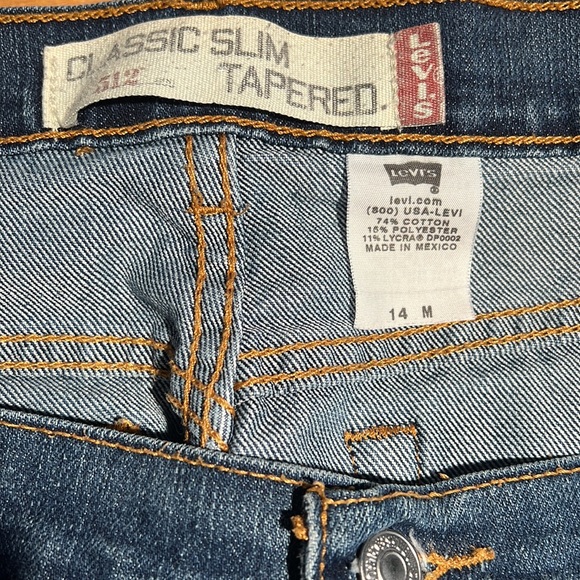 CLASSIC SLIM
512 TAPERED.
LEVI'S®
LEVI'S
®
levi.com
(800) USA-LEVI
74% COTTON
15% POLYESTER
11% LYCRA® DP0002
MADE IN MEXICO
14 M